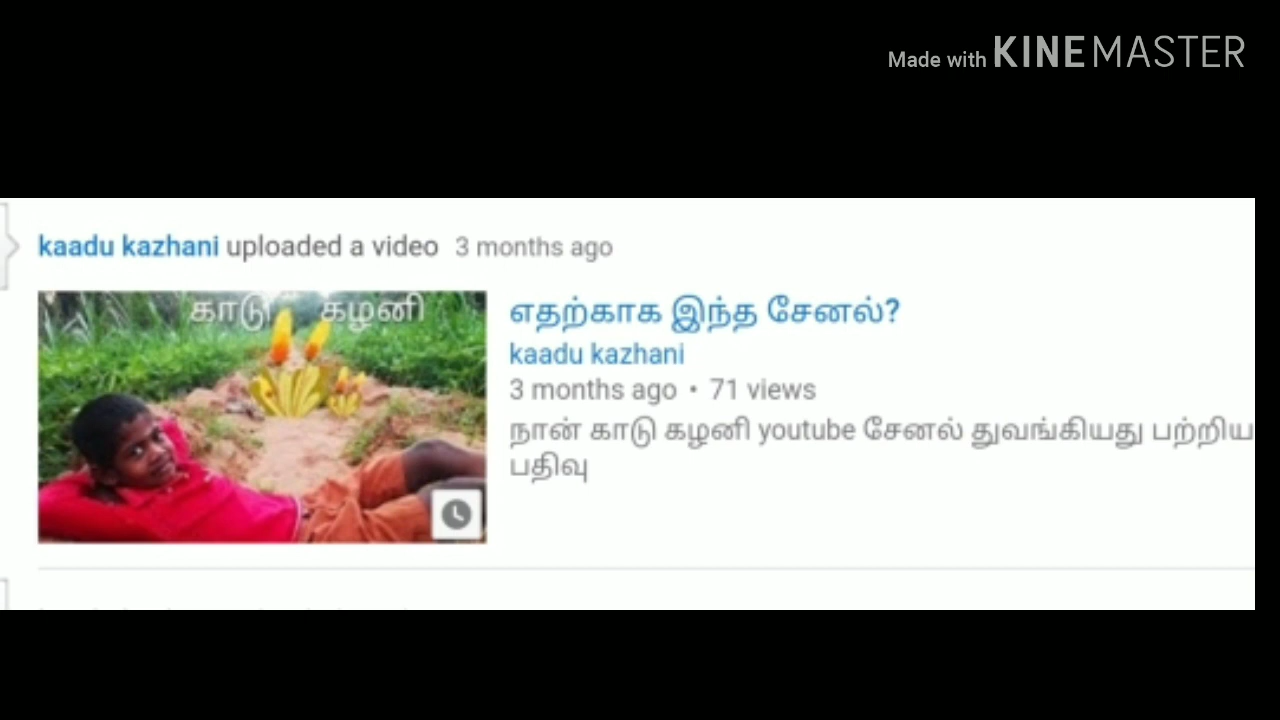 Made with KINEMASTER
kaadu kazhani uploaded a video 3 months ago
காடு கழனி
எதற்காக இந்த சேனல்?
kaadu kazhani
3 months ago • 71 views
நான் காடு கழனி youtube சேனல் துவங்கியது பற்றிய
பதிவு